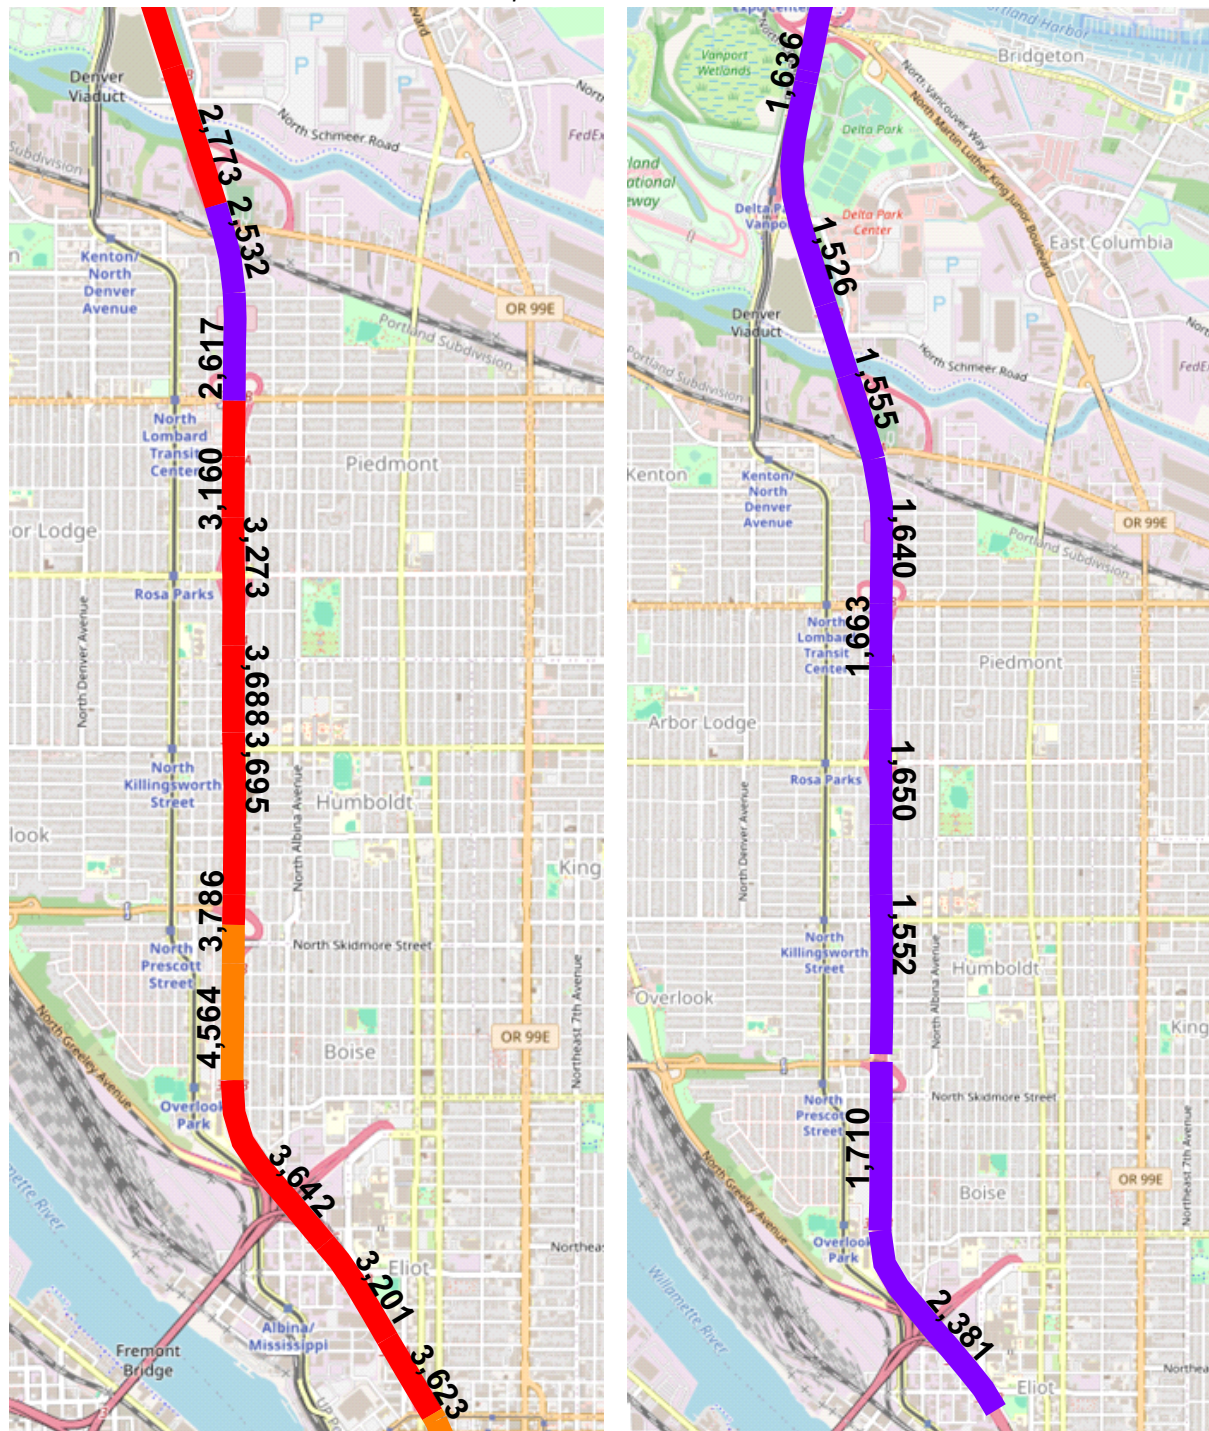 Denver
Viaduct
P
P
North Schmeer Road
FedEx
Subdivision
2,773
2,532
Kenton/
North
Denver
Avenue
OR 99E
Portland Subdivision
2,617
North
Lombard
Transit
Center
3,160
Piedmont
or Lodge
3,273
Rosa Parks
North Denver Avenue
3,688
3,695
North
Killingsworth
Street
North Albina Avenue
Humboldt
look
King
3,786
North
Prescott
Street
North Skidmore Street
4,564
Northeast 7th Avenue
OR 99E
North Greeley Avenue
Boise
Overlook
Park
3,642
3,201
Eliot
Albina/
Mississippi
Fremont
Bridge
3,623
Vanport
Wetlands
1,636
Portland Harbor
Bridgeton
North Vancouver Way
North Martin Luther King Junior Boulevard
Delta Park
Delta Park
Center
East Columbia
1,526
P
P
P
Denver
Viaduct
North Schmeer Road
FedEx
1,555
Portland Subdivision
Kenton
Kenton/
North
Denver
Avenue
OR 99E
Portland Subdivision
1,640
North
Lombard
Transit
Center
1,663
Piedmont
Arbor Lodge
Rosa Parks
1,650
North Denver Avenue
1,552
North
Killingsworth
Street
North Albina Avenue
Humboldt
Overlook
King
North
Prescott
Street
North Skidmore Street
1,710
Northeast 7th Avenue
OR 99E
North Greeley Avenue
Boise
Overlook
Park
Willamette River
2,381
Eliot